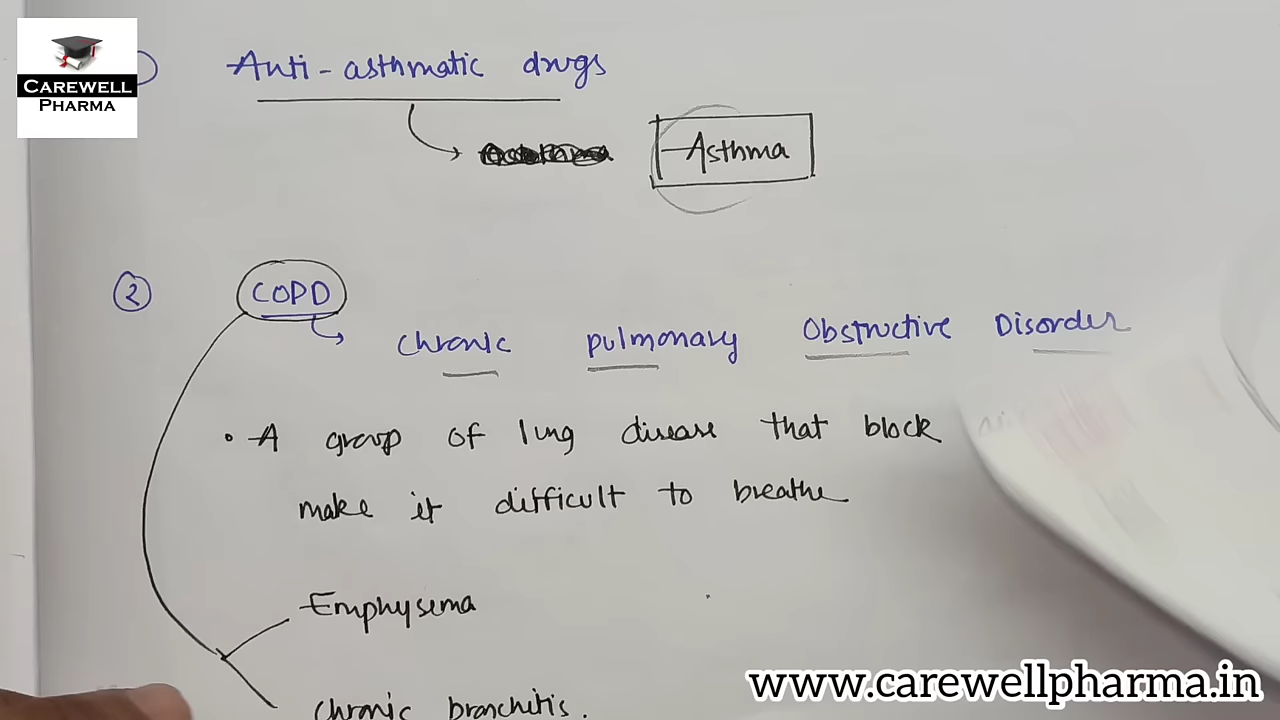 CAREWELL
PHARMA
Anti-asthmatic drugs
Asthma
2
COPD
Chronic pulmonary Obstructive Disorder
• A group of lung disease that block
make it difficult to breathe
Emphysema
Chronic bronchitis.
www.carewellpharma.in